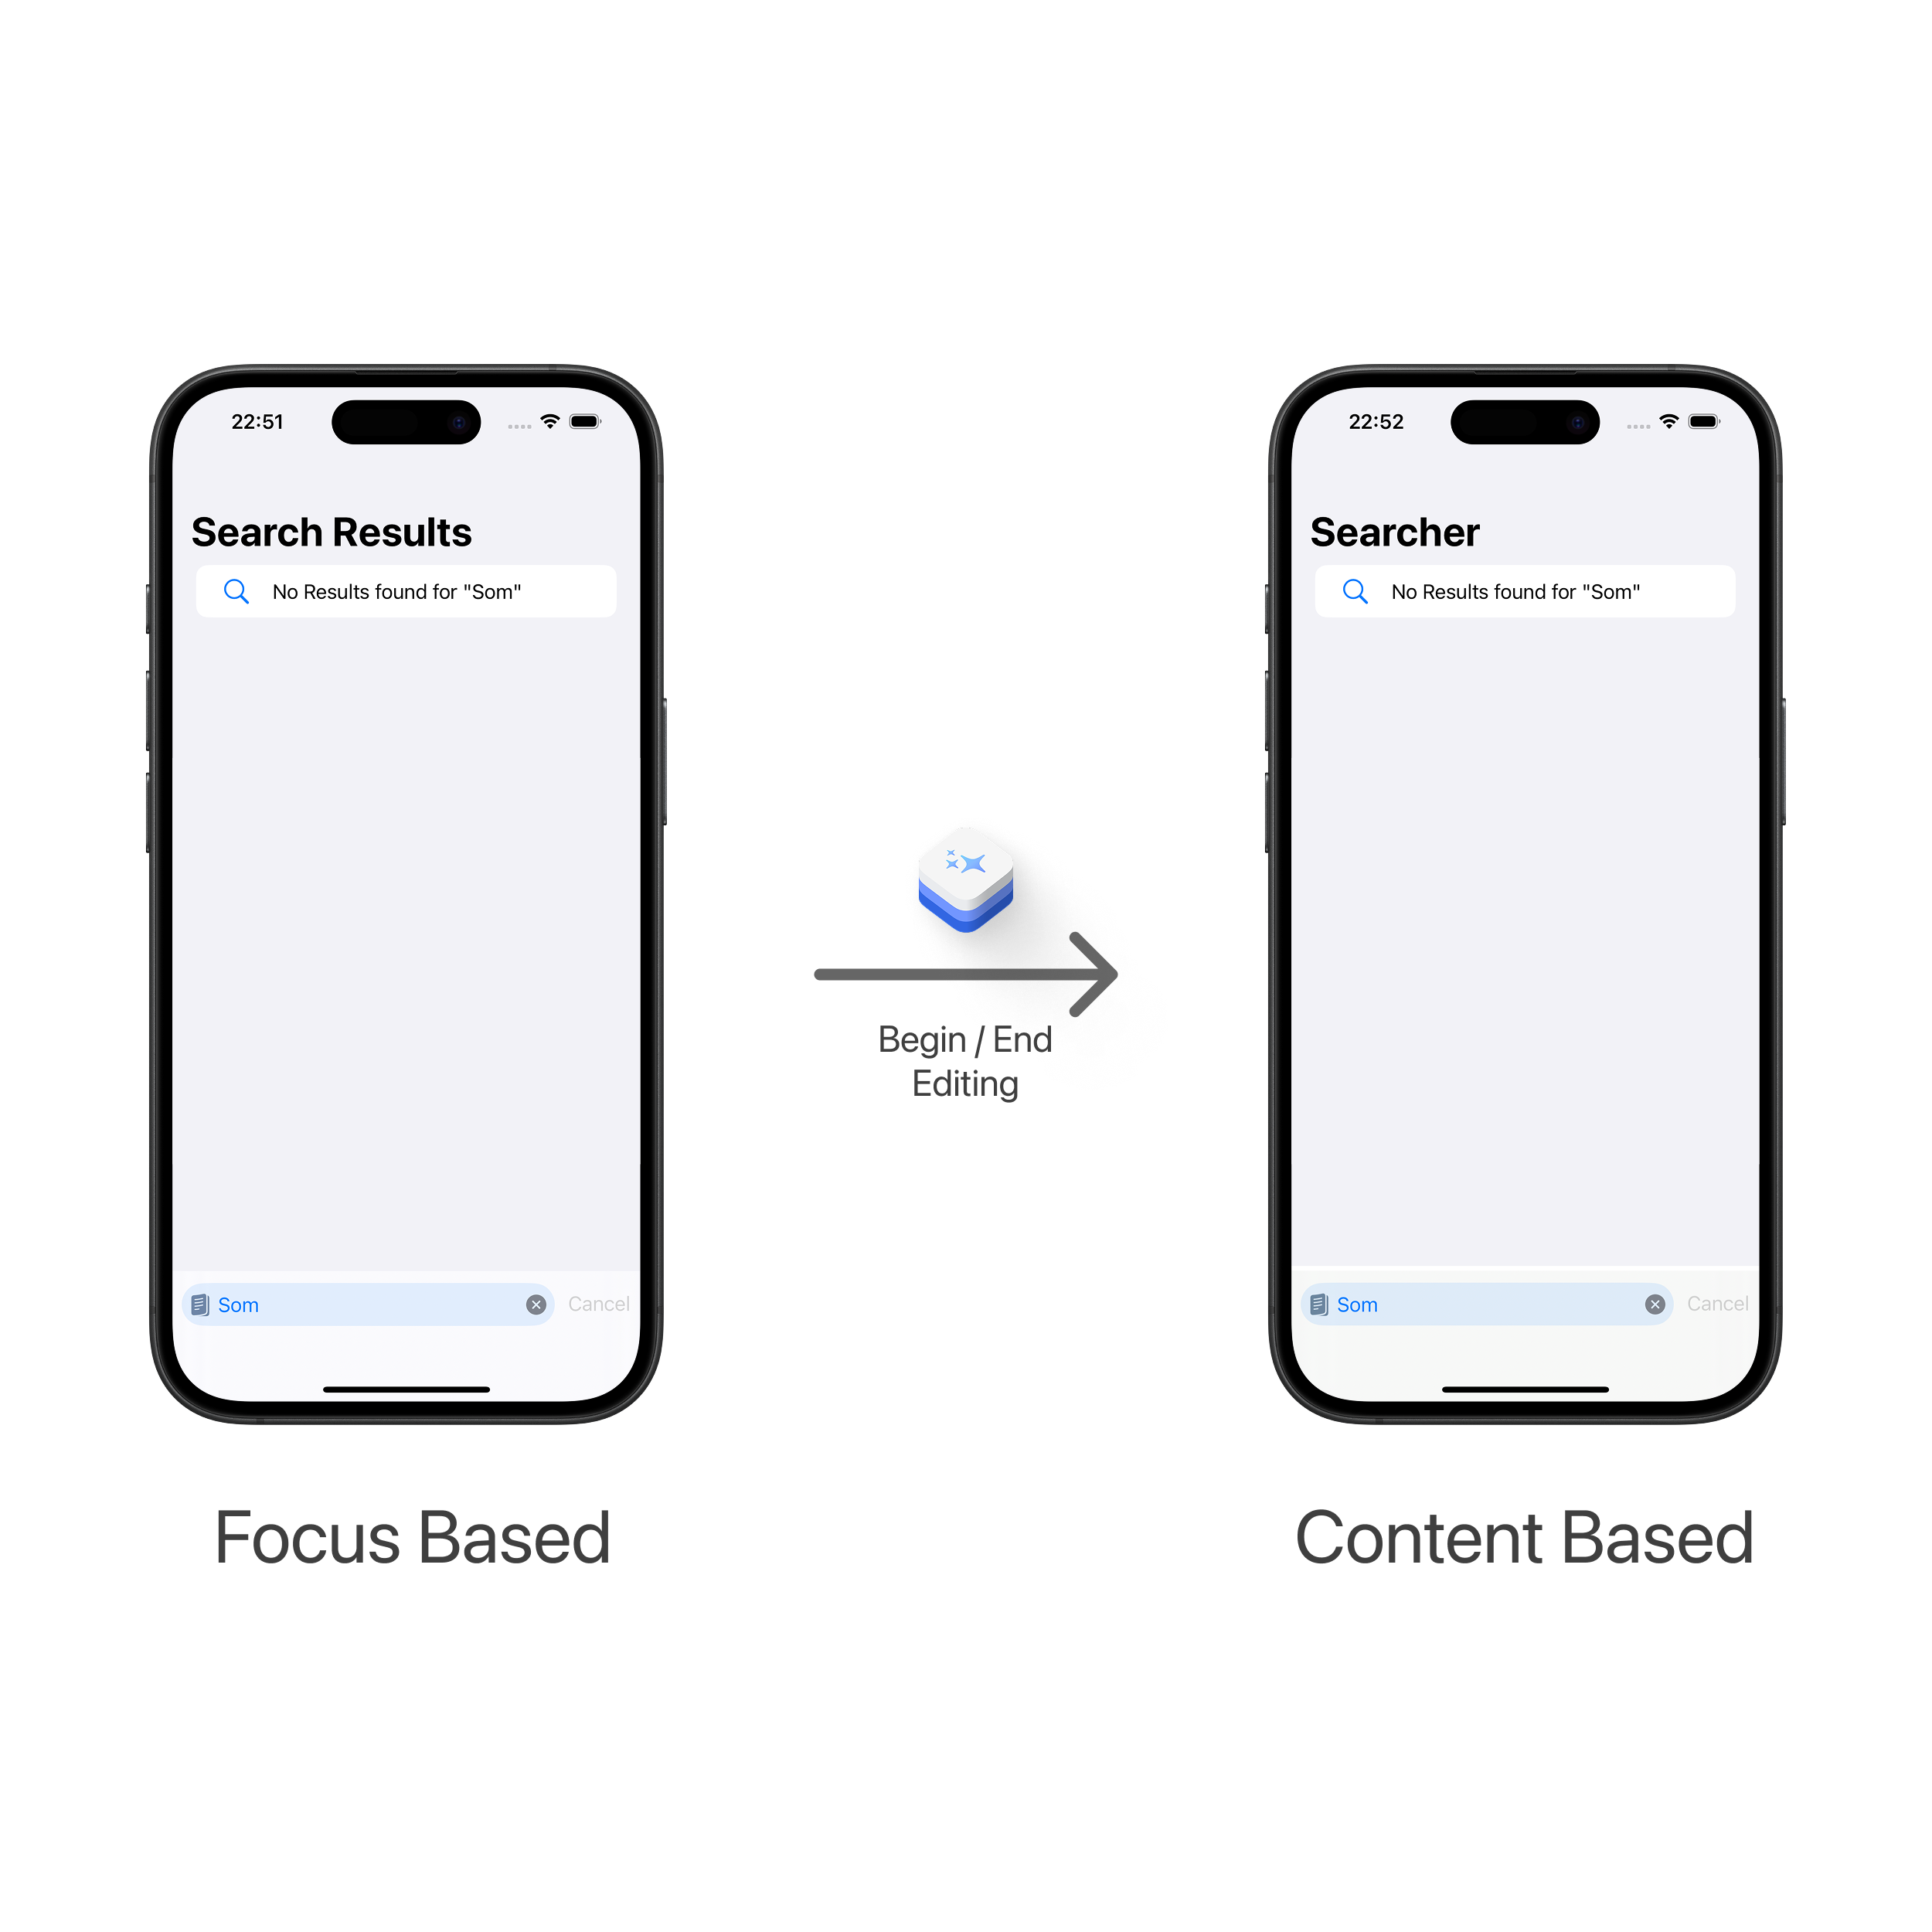 22:51
Search Results
No Results found for "Som"
Som
Cancel
Focus Based
Begin / End
Editing
22:52
Searcher
No Results found for "Som"
Som
Cancel
Content Based